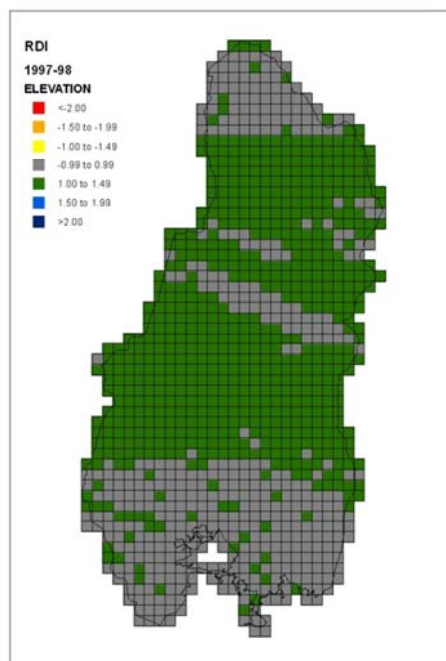 RDI
1997-98
ELEVATION
<-2.00
-1.50 to -1.99
-1.00 to -1.49
-0.99 to 0.99
1.00 to 1.49
1.50 to 1.99
>2.00